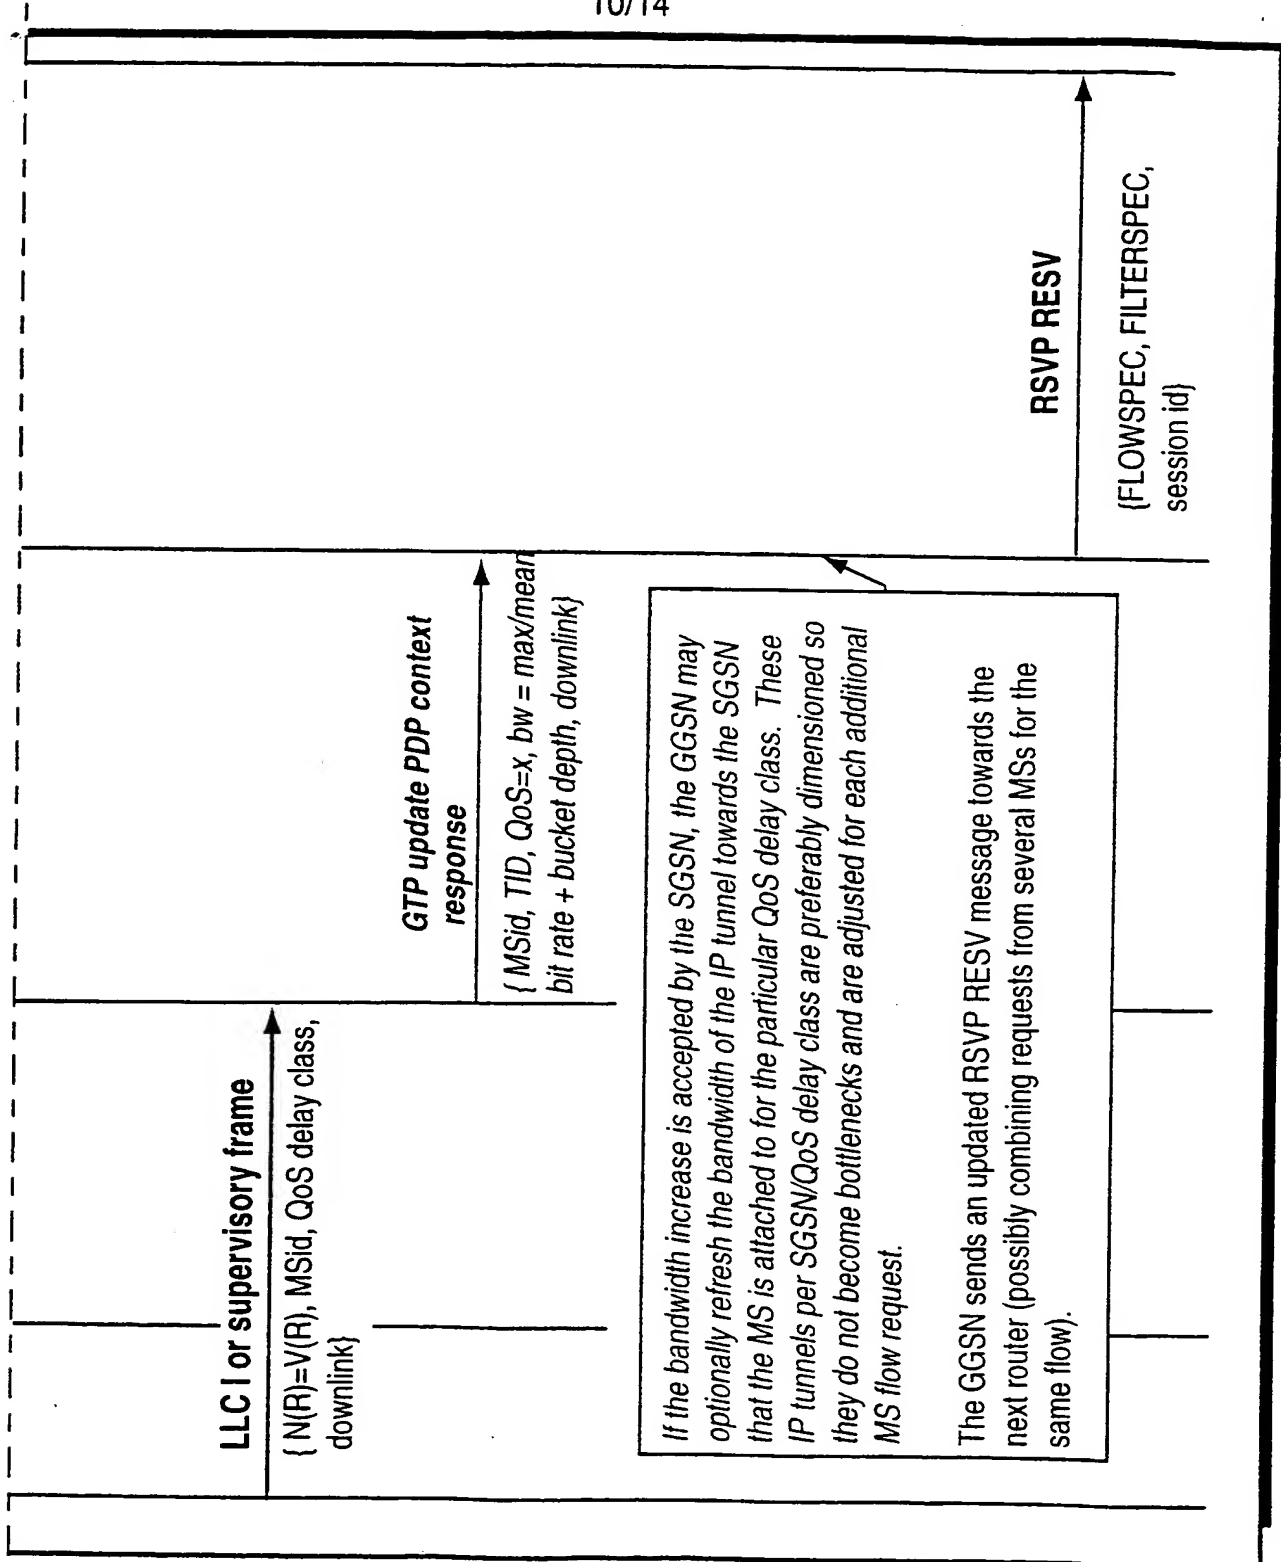 10/14
LLC I or supervisory frame
{ N(R)=V(R), MSid, QoS delay class,
downlink}
GTP update PDP context
response
{ MSid, TID, QoS=x, bw = max/mean
bit rate + bucket depth, downlink}
If the bandwidth increase is accepted by the SGSN, the GGSN may
optionally refresh the bandwidth of the IP tunnel towards the SGSN
that the MS is attached to for the particular QoS delay class. These
IP tunnels per SGSN/QoS delay class are preferably dimensioned so
they do not become bottlenecks and are adjusted for each additional
MS flow request.
The GGSN sends an updated RSVP RESV message towards the
next router (possibly combining requests from several MSs for the
same flow).
RSVP RESV
{FLOWSPEC, FILTERSPEC,
session id}